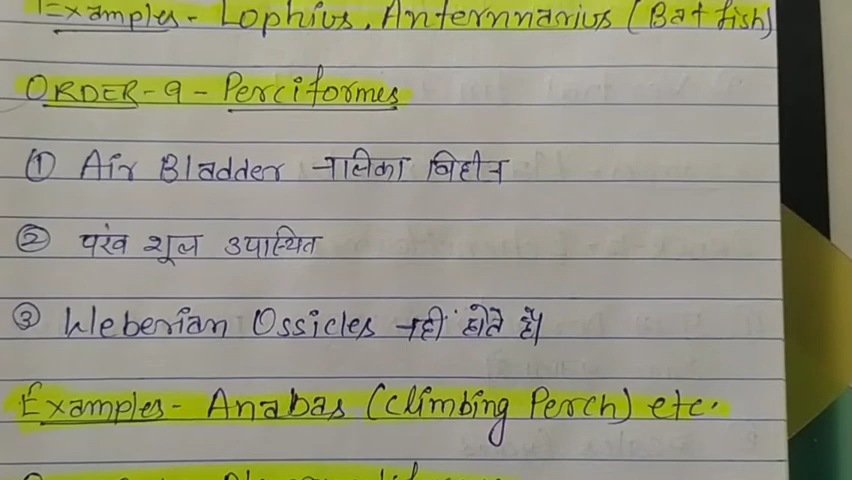 Examples- Lophius, Anternnarius (Bat fish)
ORDER-9- Perciformes
① Air Bladder नालिका विहीन
② पंख शूल उपास्थित
③ Weberian Ossicles नहीं होते हैं।
Examples- Anabas (Climbing Perch) etc.